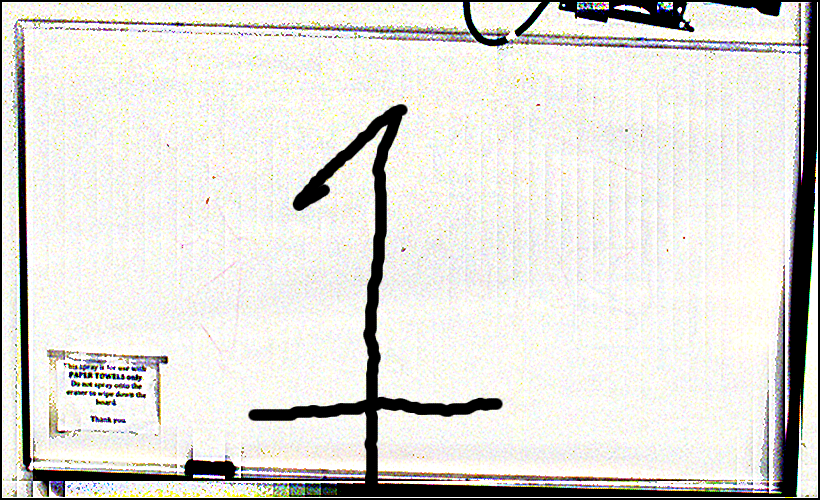 1
This spray is for use with
PAPER TOWELS only
Do not spray onto the
eraser to wipe down the
board.
Thank you